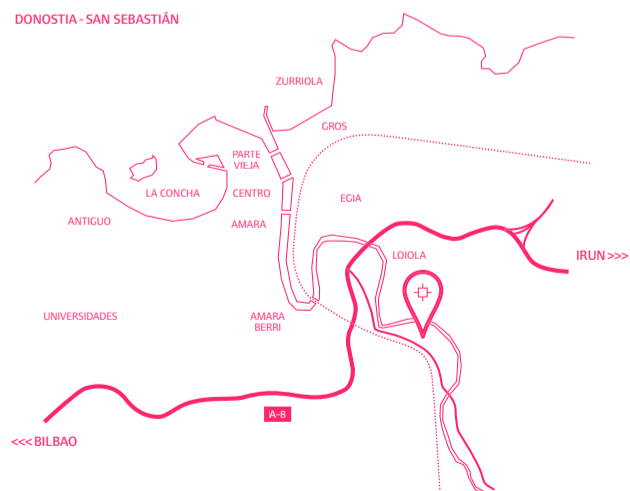 DONOSTIA - SAN SEBASTIÁN
ZURRIOLA
GROS
PARTE
VIEJA
LA CONCHA
CENTRO
EGIA
ANTIGUO
AMARA
LOIOLA
IRUN >>>
UNIVERSIDADES
AMARA
BERRI
A-8
<<< BILBAO